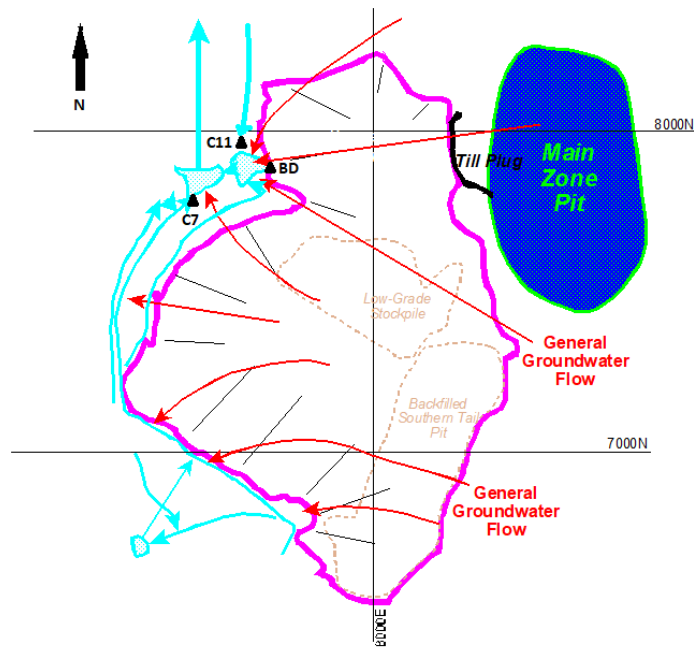 N
C11
8000N
Till Plug
BD
Main
Zone
Pit
C7
Low-Grade
Stockpile
General
Groundwater
Flow
Backfilled
Southern Tail
Pit
7000N
General
Groundwater
Flow
8000E